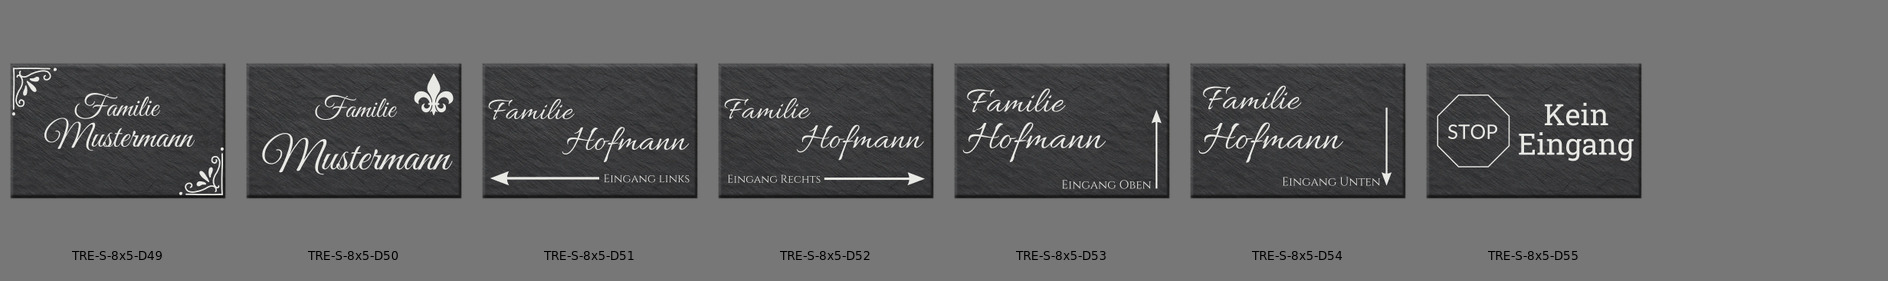 Familie
Mustermann
Familie
Mustermann
Familie
Hofmann
Eingang links
Familie
Hofmann
Eingang Rechts
Familie
Hofmann
Eingang Oben
Familie
Hofmann
Eingang Unten
STOP
Kein
Eingang
TRE-S-8x5-D49
TRE-S-8x5-D50
TRE-S-8x5-D51
TRE-S-8x5-D52
TRE-S-8x5-D53
TRE-S-8x5-D54
TRE-S-8x5-D55